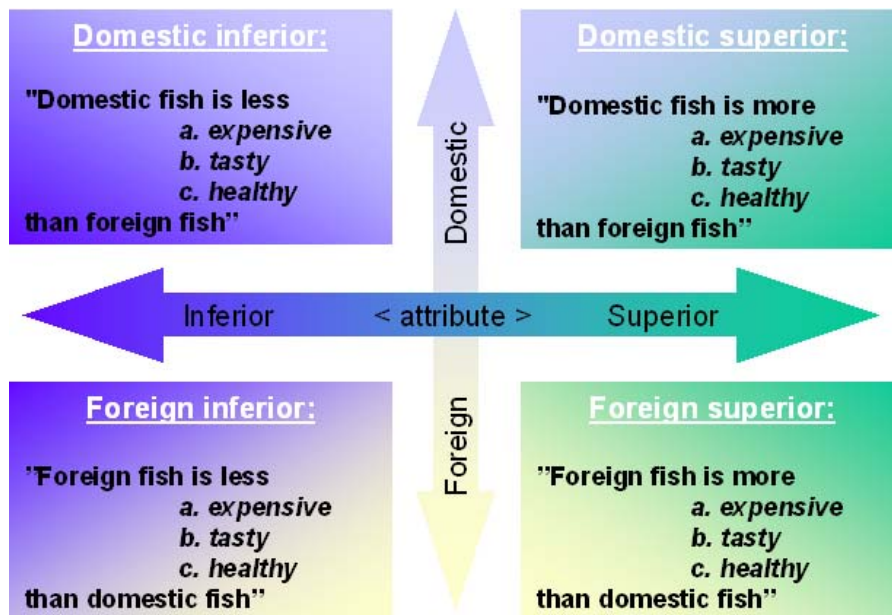 Domestic inferior:
"Domestic fish is less
a. expensive
b. tasty
c. healthy
than foreign fish”
Domestic superior:
"Domestic fish is more
a. expensive
b. tasty
c. healthy
than foreign fish”
Domestic
Inferior < attribute > Superior
Foreign
Foreign inferior:
”Foreign fish is less
a. expensive
b. tasty
c. healthy
than domestic fish”
Foreign superior:
”Foreign fish is more
a. expensive
b. tasty
c. healthy
than domestic fish”